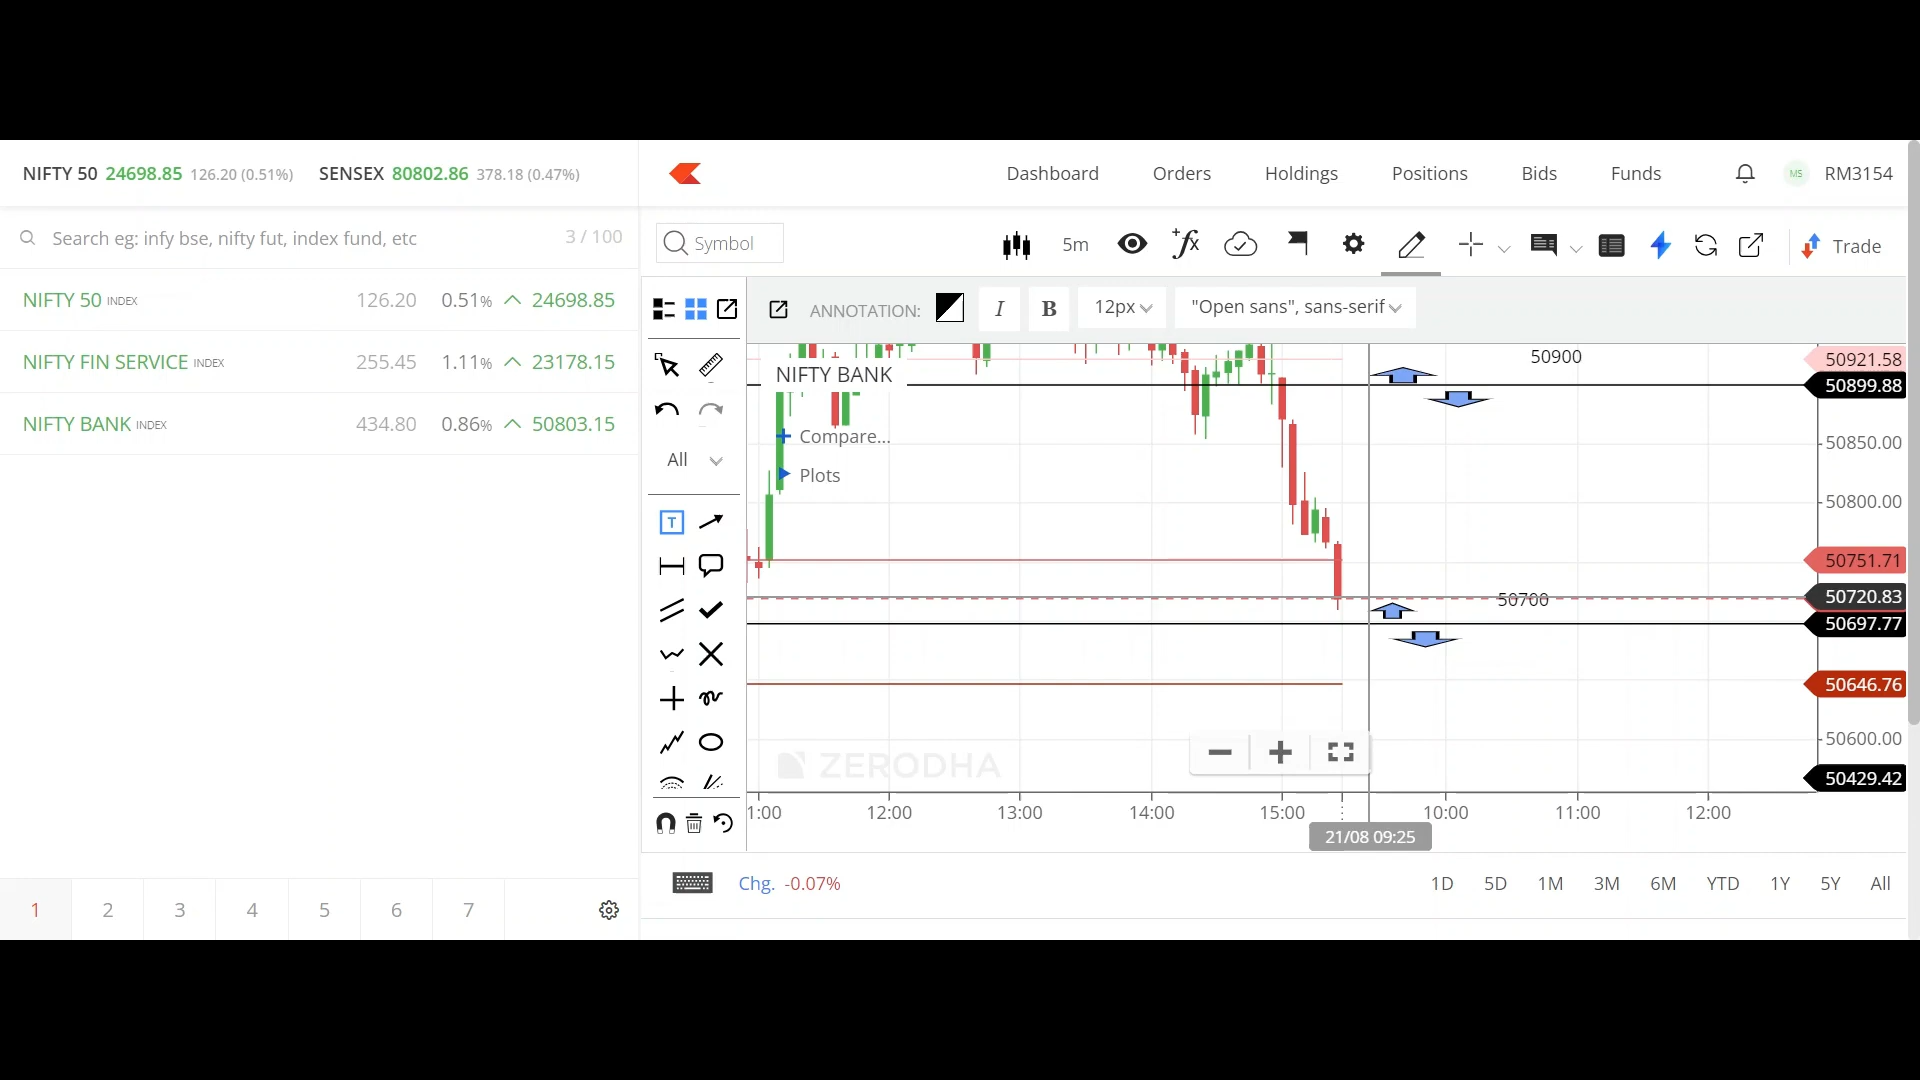 NIFTY 50 24698.85 126.20 (0.51%) SENSEX 80802.86 378.18 (0.47%)
Dashboard Orders Holdings Positions Bids Funds MS RM3154
Search eg: infy bse, nifty fut, index fund, etc 3 / 100
Symbol 5m Trade
NIFTY 50 INDEX 126.20 0.51% 24698.85
NIFTY FIN SERVICE INDEX 255.45 1.11% 23178.15
NIFTY BANK INDEX 434.80 0.86% 50803.15
ANNOTATION: I B 12px "Open sans", sans-serif
All
T
NIFTY BANK
+ Compare...
Plots
50900
50700
50921.58
50899.88
50850.00
50800.00
50751.71
50720.83
50697.77
50646.76
50600.00
50429.42
ZERODHA
1:00 12:00 13:00 14:00 15:00 10:00 11:00 12:00
21/08 09:25
Chg. -0.07%
1D 5D 1M 3M 6M YTD 1Y 5Y All
1 2 3 4 5 6 7